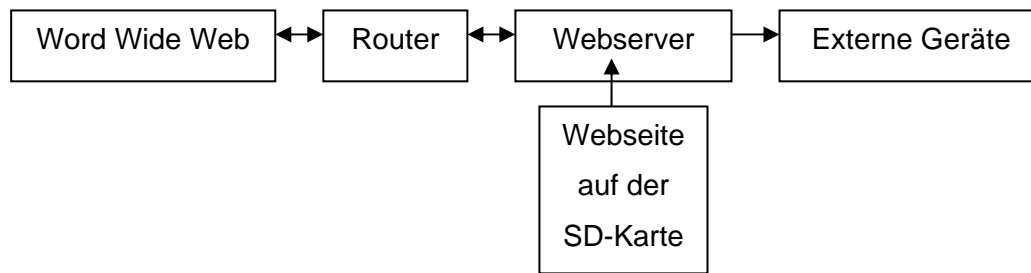 Word Wide Web
Router
Webserver
Externe Geräte
Webseite
auf der
SD-Karte